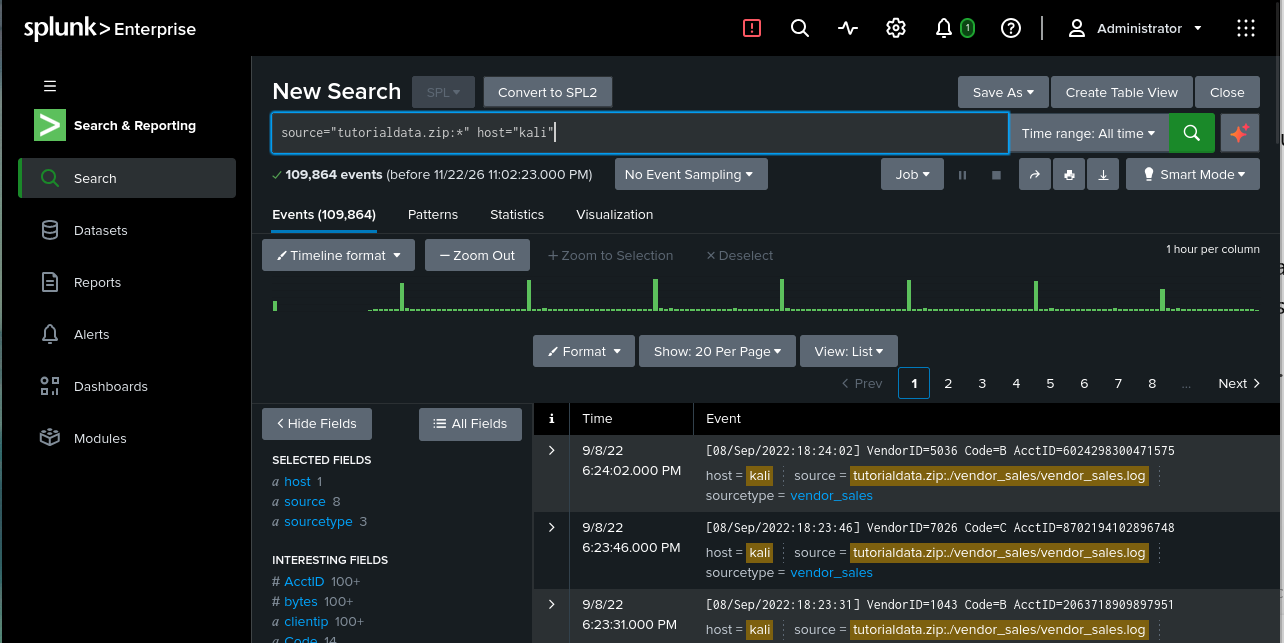 splunk>Enterprise
1
Administrator
Search & Reporting
Search
Datasets
Reports
Alerts
Dashboards
Modules
New Search
SPL
Convert to SPL2
Save As
Create Table View
Close
source="tutorialdata.zip:*" host="kali"
Time range: All time
109,864 events (before 11/22/26 11:02:23.000 PM)
No Event Sampling
Job
Smart Mode
Events (109,864)
Patterns
Statistics
Visualization
Timeline format
Zoom Out
+ Zoom to Selection
× Deselect
1 hour per column
Format
Show: 20 Per Page
View: List
< Prev 1 2 3 4 5 6 7 8 ... Next >
< Hide Fields
All Fields
SELECTED FIELDS
a host 1
a source 8
a sourcetype 3
INTERESTING FIELDS
# AcctID 100+
# bytes 100+
a clientip 100+
a Code 14
i Time Event
9/8/22
6:24:02.000 PM
[08/Sep/2022:18:24:02] VendorID=5036 Code=B AcctID=6024298300471575
host = kali source = tutorialdata.zip:./vendor_sales/vendor_sales.log
sourcetype = vendor_sales
9/8/22
6:23:46.000 PM
[08/Sep/2022:18:23:46] VendorID=7026 Code=C AcctID=8702194102896748
host = kali source = tutorialdata.zip:./vendor_sales/vendor_sales.log
sourcetype = vendor_sales
9/8/22
6:23:31.000 PM
[08/Sep/2022:18:23:31] VendorID=1043 Code=B AcctID=2063718909897951
host = kali source = tutorialdata.zip:./vendor_sales/vendor_sales.log